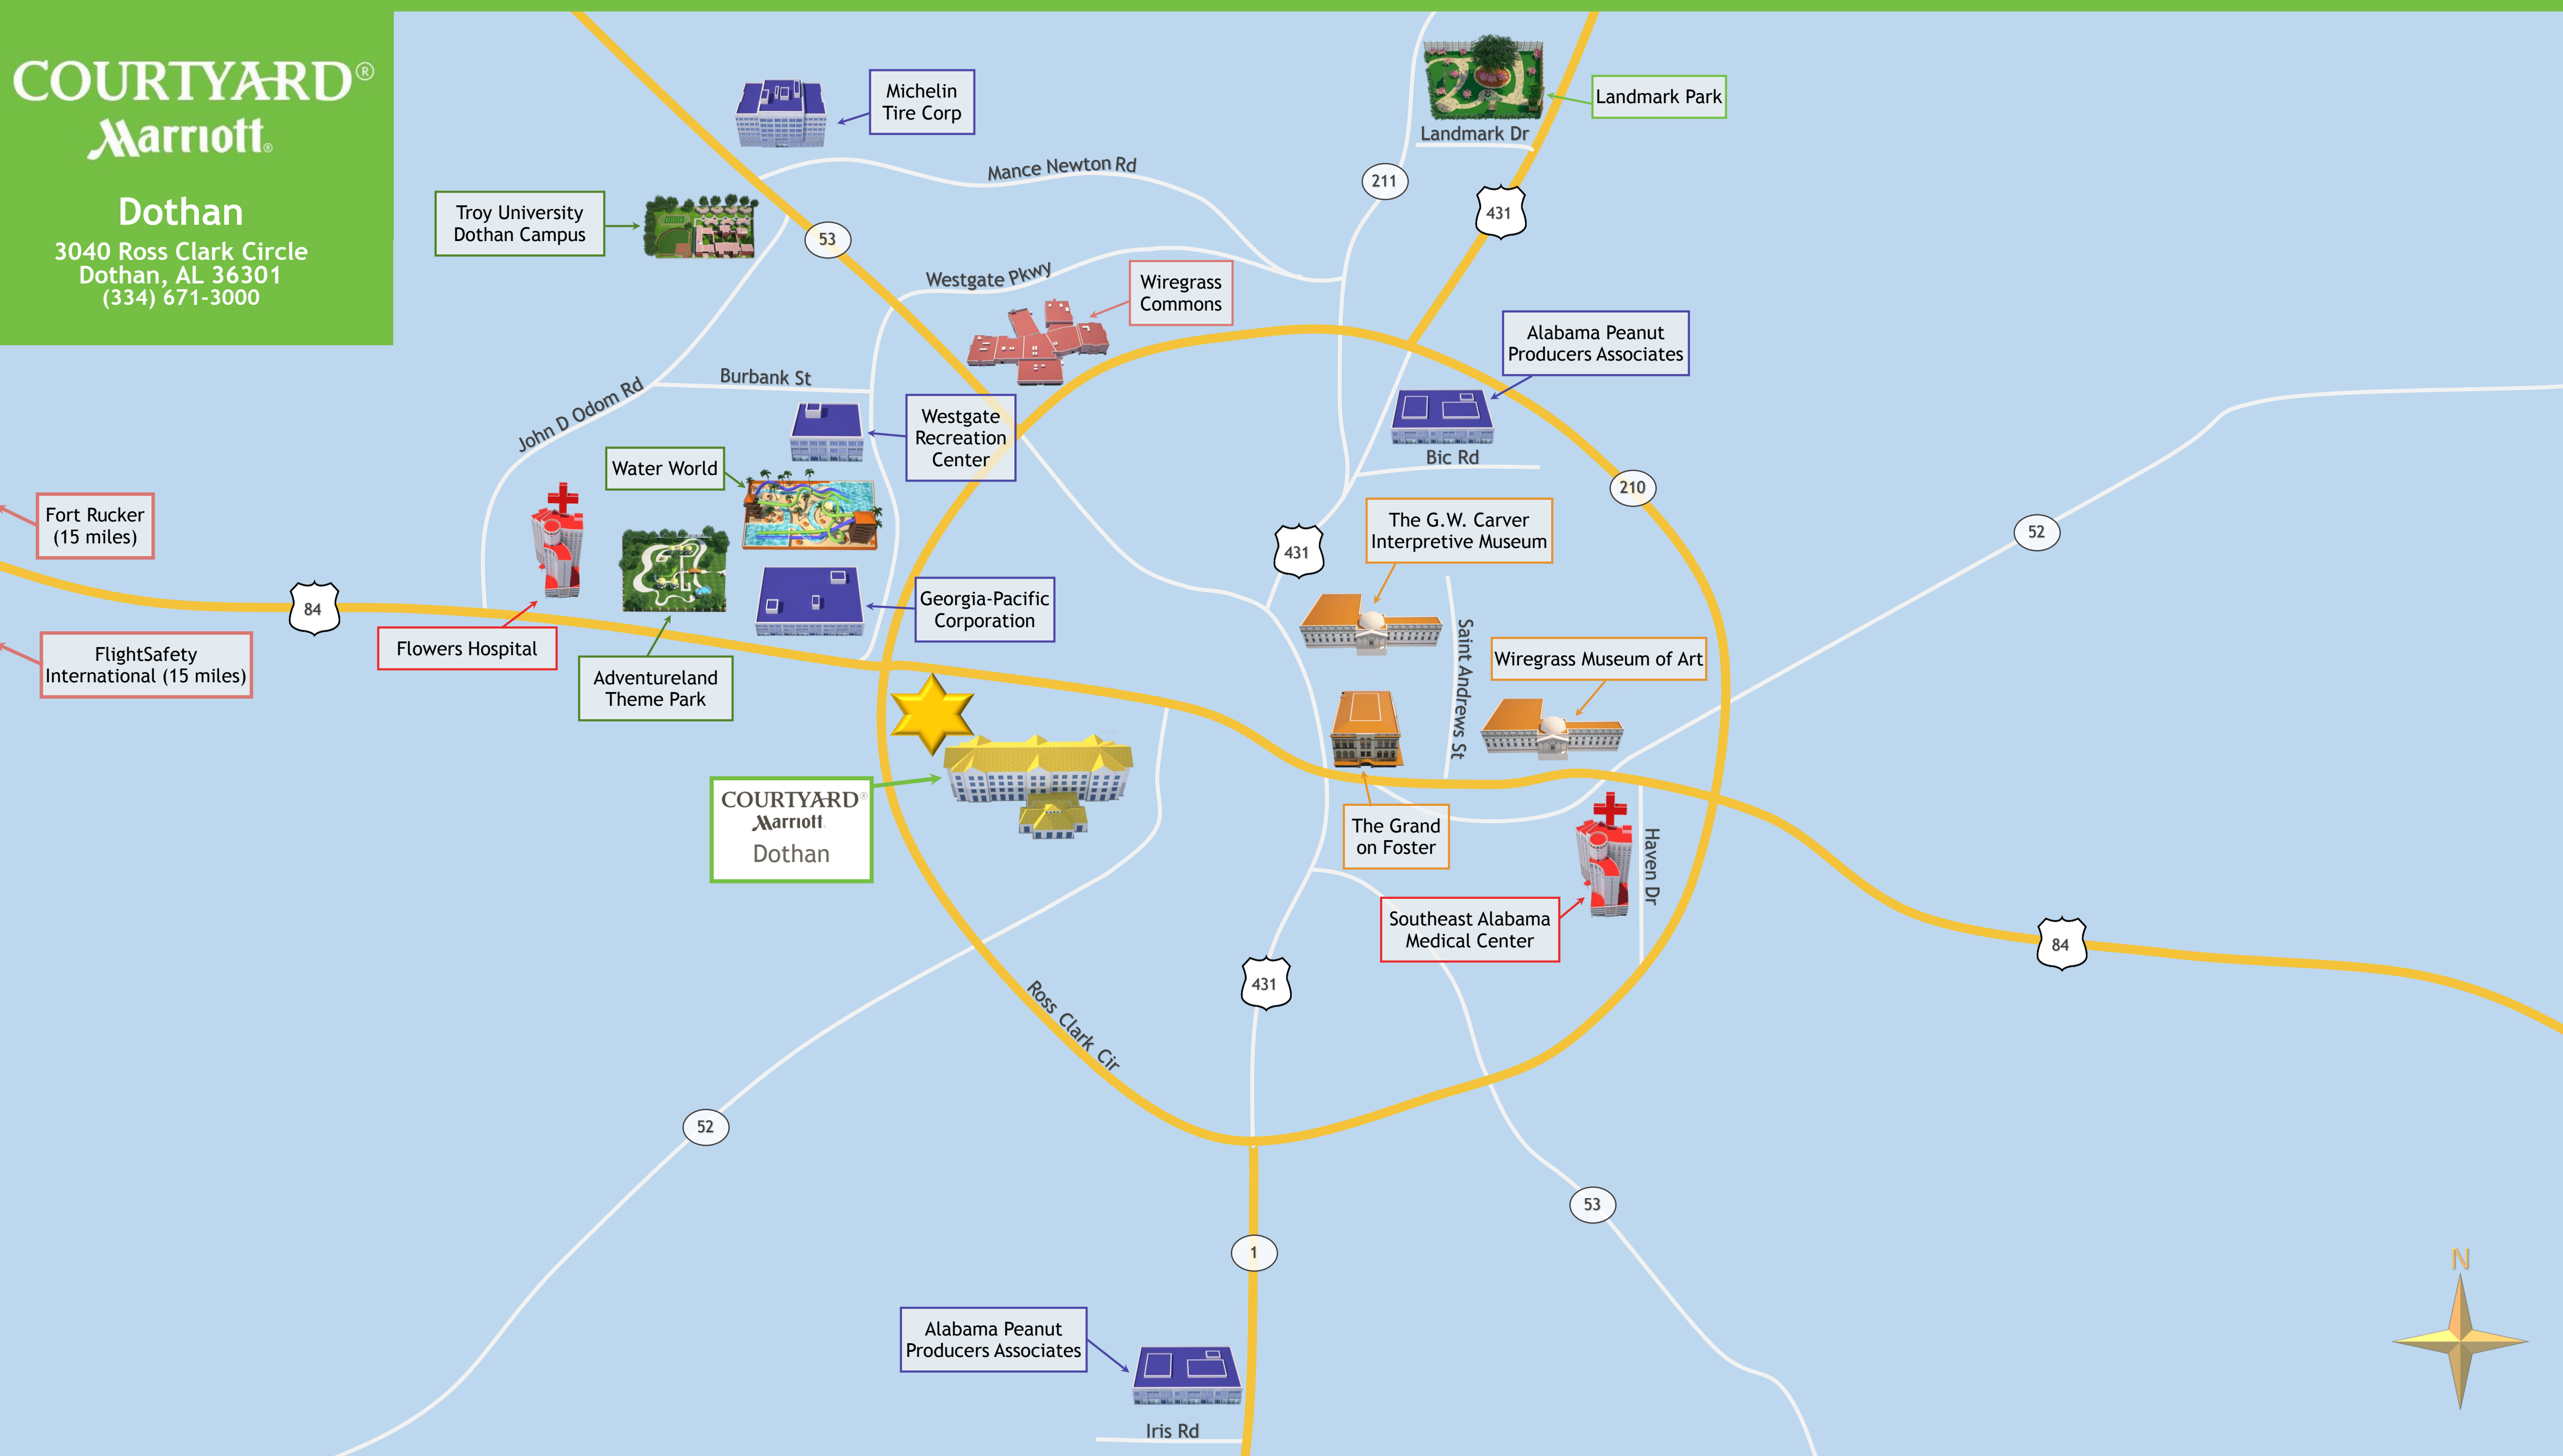 COURTYARD®
Marriott®
Dothan
3040 Ross Clark Circle
Dothan, AL 36301
(334) 671-3000
Michelin
Tire Corp
Landmark Park
Landmark Dr
Mance Newton Rd
211
431
Troy University
Dothan Campus
53
Westgate Pkwy
Wiregrass
Commons
Alabama Peanut
Producers Associates
Burbank St
John D Odom Rd
Westgate
Recreation
Center
Water World
Bic Rd
210
Fort Rucker
(15 miles)
The G.W. Carver
Interpretive Museum
52
431
84
Georgia-Pacific
Corporation
Flowers Hospital
FlightSafety
International (15 miles)
Adventureland
Theme Park
Saint Andrews St
Wiregrass Museum of Art
COURTYARD®
Marriott
Dothan
The Grand
on Foster
Haven Dr
Southeast Alabama
Medical Center
84
431
Ross Clark Cir
52
53
1
N
Alabama Peanut
Producers Associates
Iris Rd